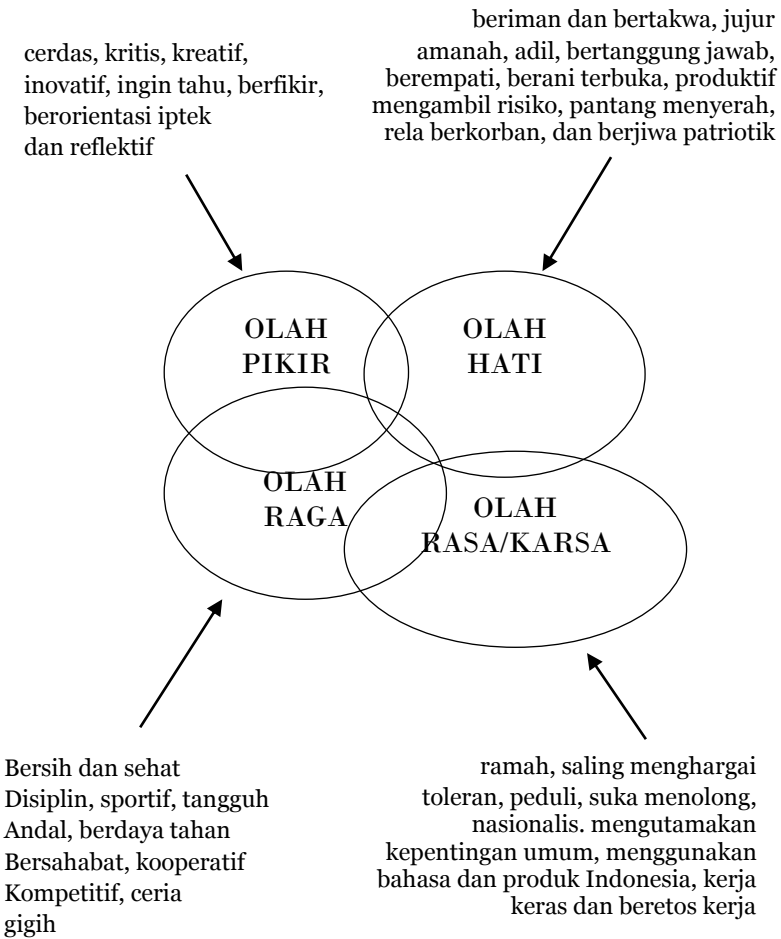 cerdas, kritis, kreatif,
inovatif, ingin tahu, berfikir,
berorientasi iptek
dan reflektif
beriman dan bertakwa, jujur
amanah, adil, bertanggung jawab,
berempati, berani terbuka, produktif
mengambil risiko, pantang menyerah,
rela berkorban, dan berjiwa patriotik
OLAH
PIKIR
OLAH
HATI
OLAH
RAGA
OLAH
RASA/KARSA
Bersih dan sehat
Disiplin, sportif, tangguh
Andal, berdaya tahan
Bersahabat, kooperatif
Kompetitif, ceria
gigih
ramah, saling menghargai
toleran, peduli, suka menolong,
nasionalis. mengutamakan
kepentingan umum, menggunakan
bahasa dan produk Indonesia, kerja
keras dan beretos kerja